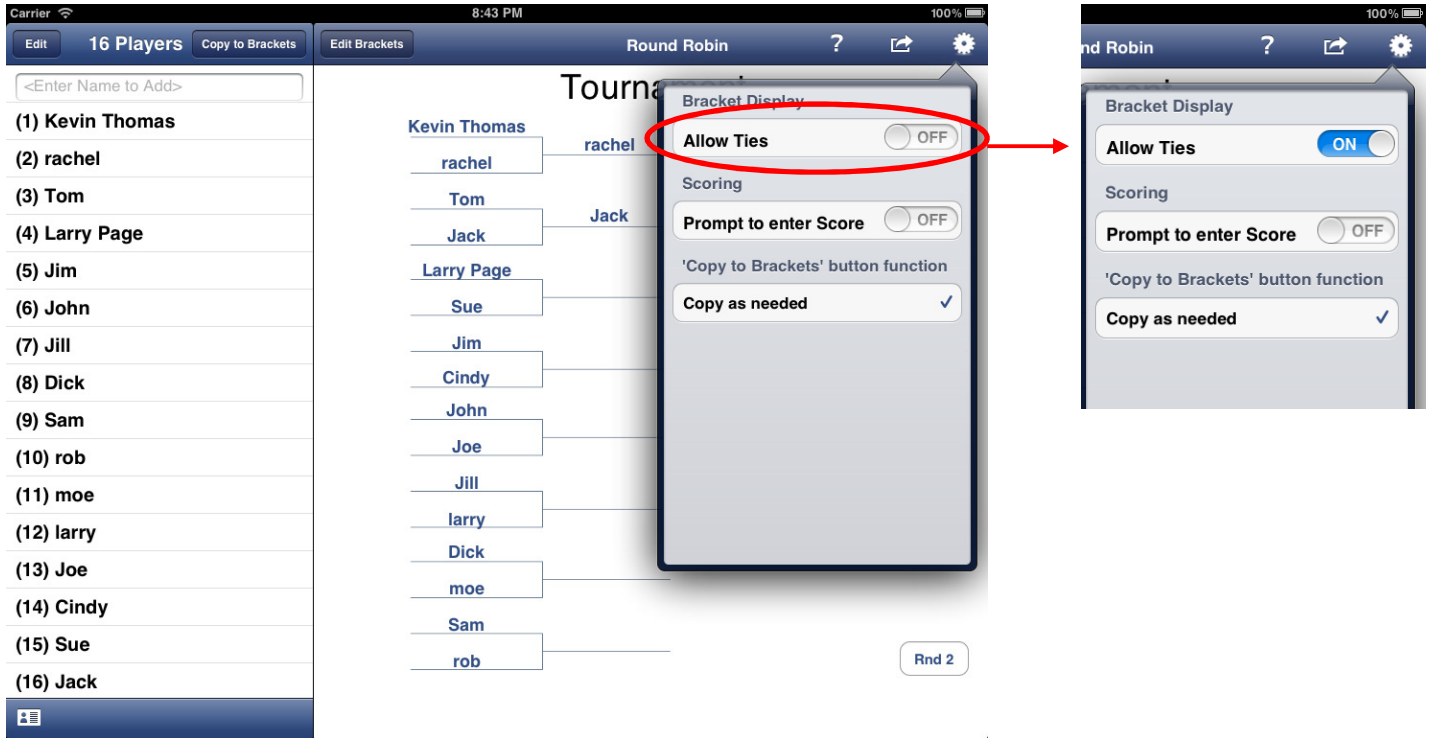 Carrier 8:43 PM 100%
Edit 16 Players Copy to Brackets Edit Brackets Round Robin ?
<Enter Name to Add>
(1) Kevin Thomas
(2) rachel
(3) Tom
(4) Larry Page
(5) Jim
(6) John
(7) Jill
(8) Dick
(9) Sam
(10) rob
(11) moe
(12) larry
(13) Joe
(14) Cindy
(15) Sue
(16) Jack
Tournament
Kevin Thomas
rachel
rachel
Tom
Jack
Jack
Larry Page
Sue
Jim
Cindy
John
Joe
Jill
larry
Dick
moe
Sam
rob
Rnd 2
Bracket Display
Allow Ties OFF
Scoring
Prompt to enter Score OFF
'Copy to Brackets' button function
Copy as needed ✓
100%
nd Robin ?
Bracket Display
Allow Ties ON
Scoring
Prompt to enter Score OFF
'Copy to Brackets' button function
Copy as needed ✓